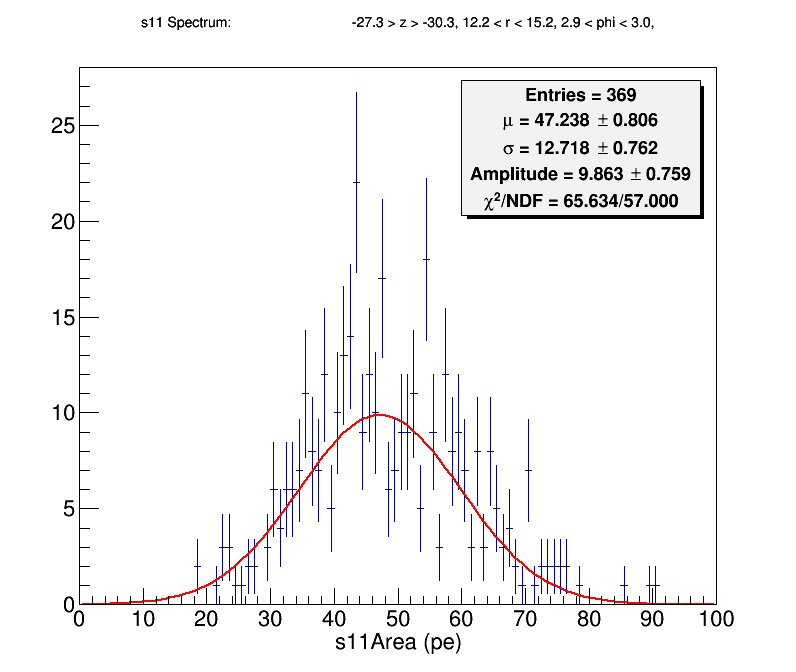 s11 Spectrum: -27.3 > z > -30.3, 12.2 < r < 15.2, 2.9 < phi < 3.0,
Entries = 369
μ = 47.238 ± 0.806
σ = 12.718 ± 0.762
Amplitude = 9.863 ± 0.759
χ²/NDF = 65.634/57.000
25
20
15
10
5
0
0 10 20 30 40 50 60 70 80 90 100
s11Area (pe)